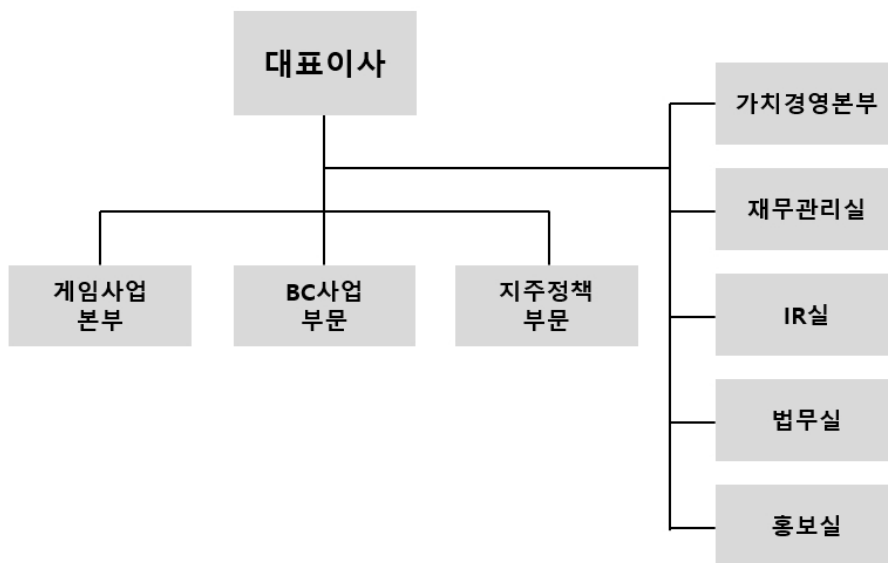 대표이사
가치경영본부
재무관리실
게임사업
본부
BC사업
부문
지주정책
부문
IR실
법무실
홍보실